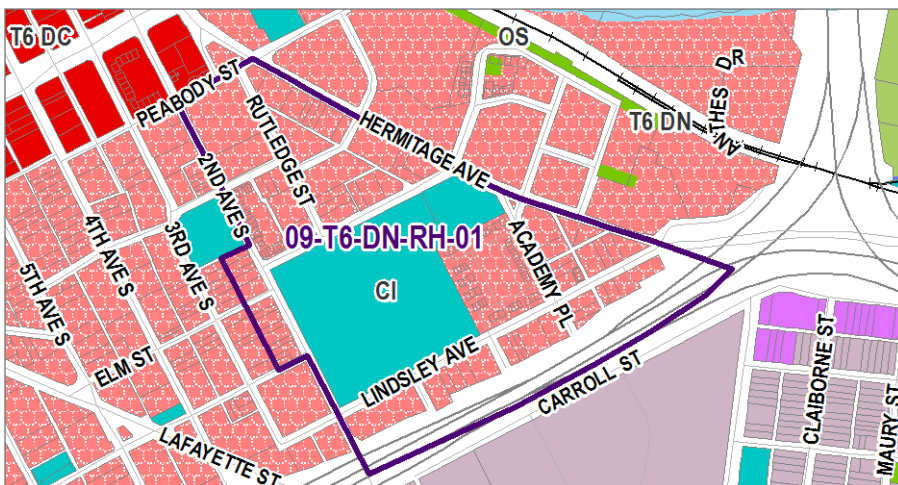 T6 DC
OS
PEABODY ST
RUTLEDGE ST
HERMITAGE AVE
T6 DN
ANTHES DR
2ND AVE S
3RD AVE S
4TH AVE S
5TH AVE S
09-T6-DN-RH-01
ACADEMY PL
CI
ELM ST
LINDSLEY AVE
CARROLL ST
LAFAYETTE ST
CLAIBORNE ST
MAURY ST